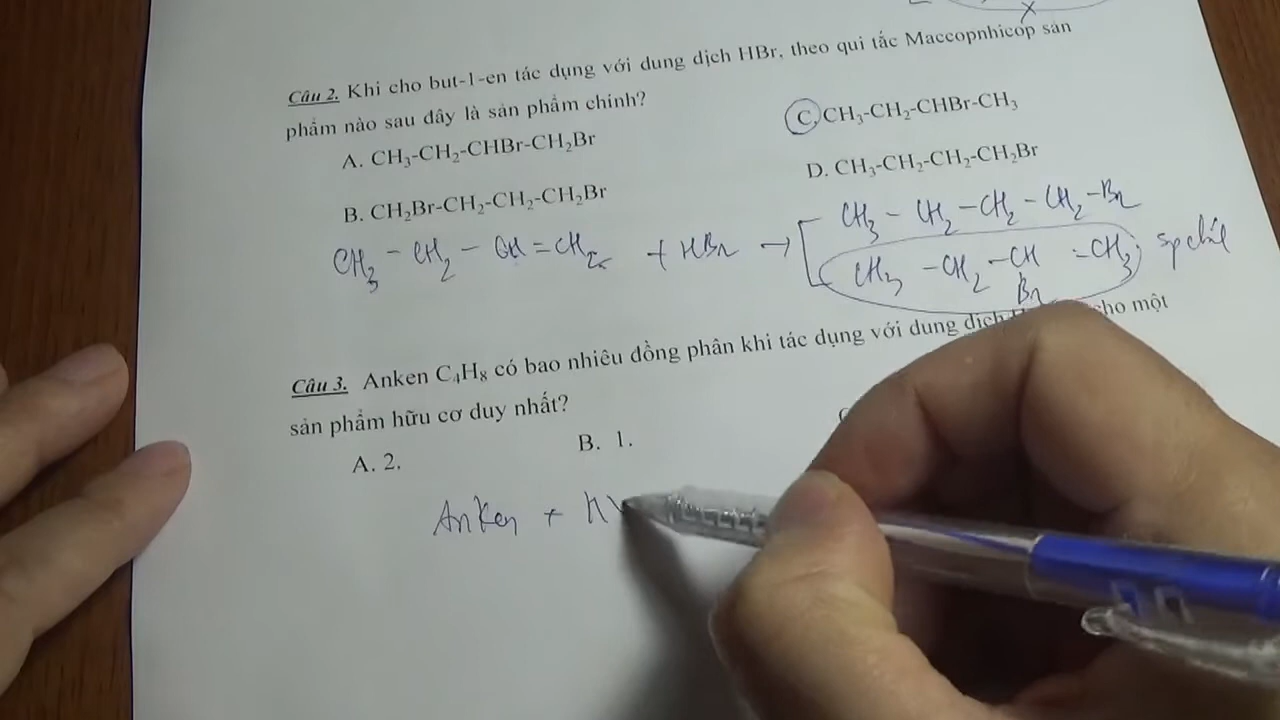 Câu 2. Khi cho but-1-en tác dụng với dung dịch HBr, theo qui tắc Maccopnhicop sản
phẩm nào sau đây là sản phẩm chính?
A. CH₃-CH₂-CHBr-CH₂Br
C. CH₃-CH₂-CHBr-CH₃
B. CH₂Br-CH₂-CH₂-CH₂Br
D. CH₃-CH₂-CH₂-CH₂Br
CH₃ - CH₂ - CH₂ - CH₂ - Br
CH₃ - CH₂ - CH = CH₂ + HBr →
CH₃ - CH₂ - CH - CH₃
Br
Câu 3. Anken C₄H₈ có bao nhiêu đồng phân khi tác dụng với dung dịch cho một
sản phẩm hữu cơ duy nhất?
A. 2.
B. 1.
Anken +